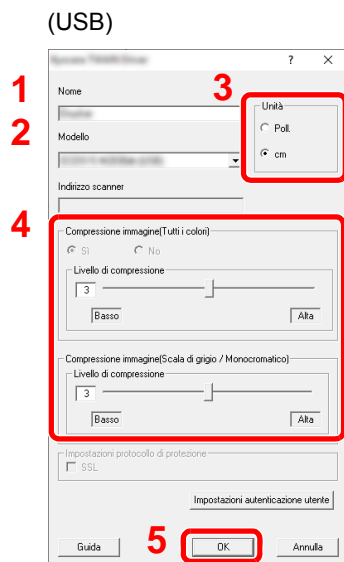 (USB)
? ×
1
Nome
3
Unità
Poll.
cm
2
Modello
Indirizzo scanner
4
Compressione immagine(Tutti i colori)
Sì No
Livello di compressione
3
Basso Alta
Compressione immagine(Scala di grigio / Monocromatico)
Livello di compressione
3
Basso Alta
Impostazioni protocollo di protezione
SSL
Impostazioni autenticazione utente
5
Guida OK Annulla